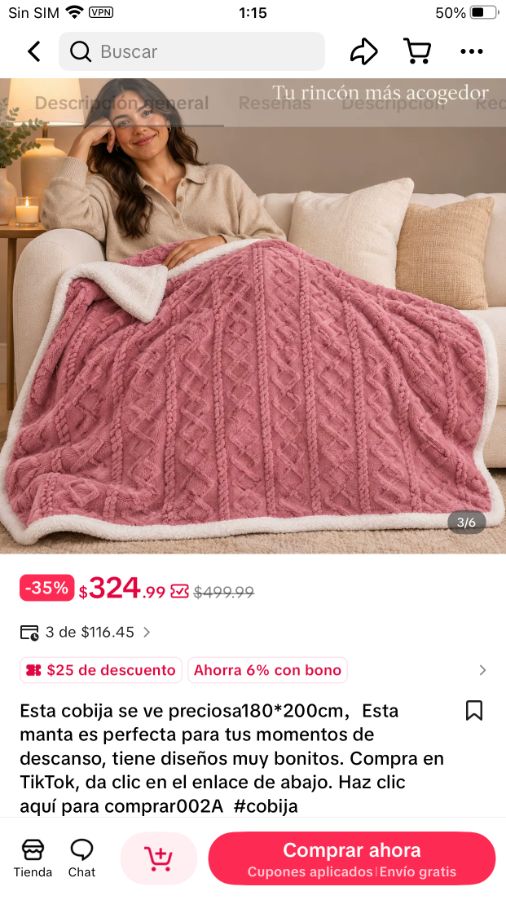 Sin SIM VPN 1:15 50%
Buscar
Tu rincón más acogedor
Descripción general Reseñas Descripción Rec
3/6
-35% $324.99 $499.99
3 de $116.45
$25 de descuento Ahorra 6% con bono
Esta cobija se ve preciosa180*200cm，Esta
manta es perfecta para tus momentos de
descanso, tiene diseños muy bonitos. Compra en
TikTok, da clic en el enlace de abajo. Haz clic
aquí para comprar002A #cobija
Tienda Chat Comprar ahora
Cupones aplicados|Envío gratis